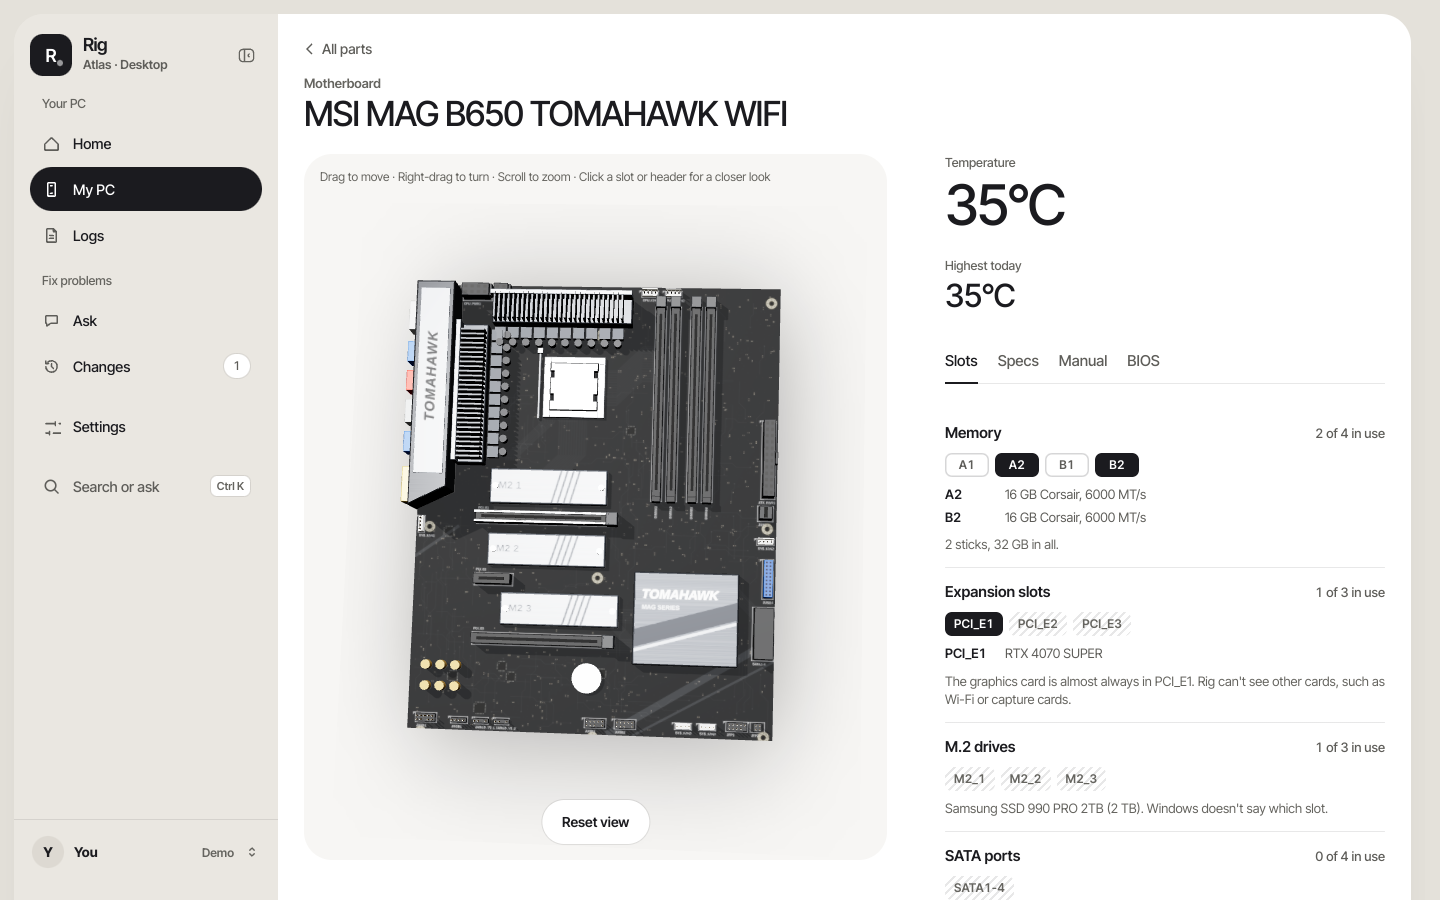 R.
Rig
Atlas · Desktop
Your PC
Home
My PC
Logs
Fix problems
Ask
Changes
1
Settings
Search or ask
Ctrl K
Y
You
Demo
All parts
Motherboard
MSI MAG B650 TOMAHAWK WIFI
Drag to move · Right-drag to turn · Scroll to zoom · Click a slot or header for a closer look
TOMAHAWK
M2 1
M2 2
M2 3
TOMAHAWK
MAG SERIES
Reset view
Temperature
35°C
Highest today
35°C
Slots
Specs
Manual
BIOS
Memory
2 of 4 in use
A1
A2
B1
B2
A2 16 GB Corsair, 6000 MT/s
B2 16 GB Corsair, 6000 MT/s
2 sticks, 32 GB in all.
Expansion slots
1 of 3 in use
PCI_E1
PCI_E2
PCI_E3
PCI_E1 RTX 4070 SUPER
The graphics card is almost always in PCI_E1. Rig can't see other cards, such as
Wi-Fi or capture cards.
M.2 drives
1 of 3 in use
M2_1
M2_2
M2_3
Samsung SSD 990 PRO 2TB (2 TB). Windows doesn't say which slot.
SATA ports
0 of 4 in use
SATA1-4